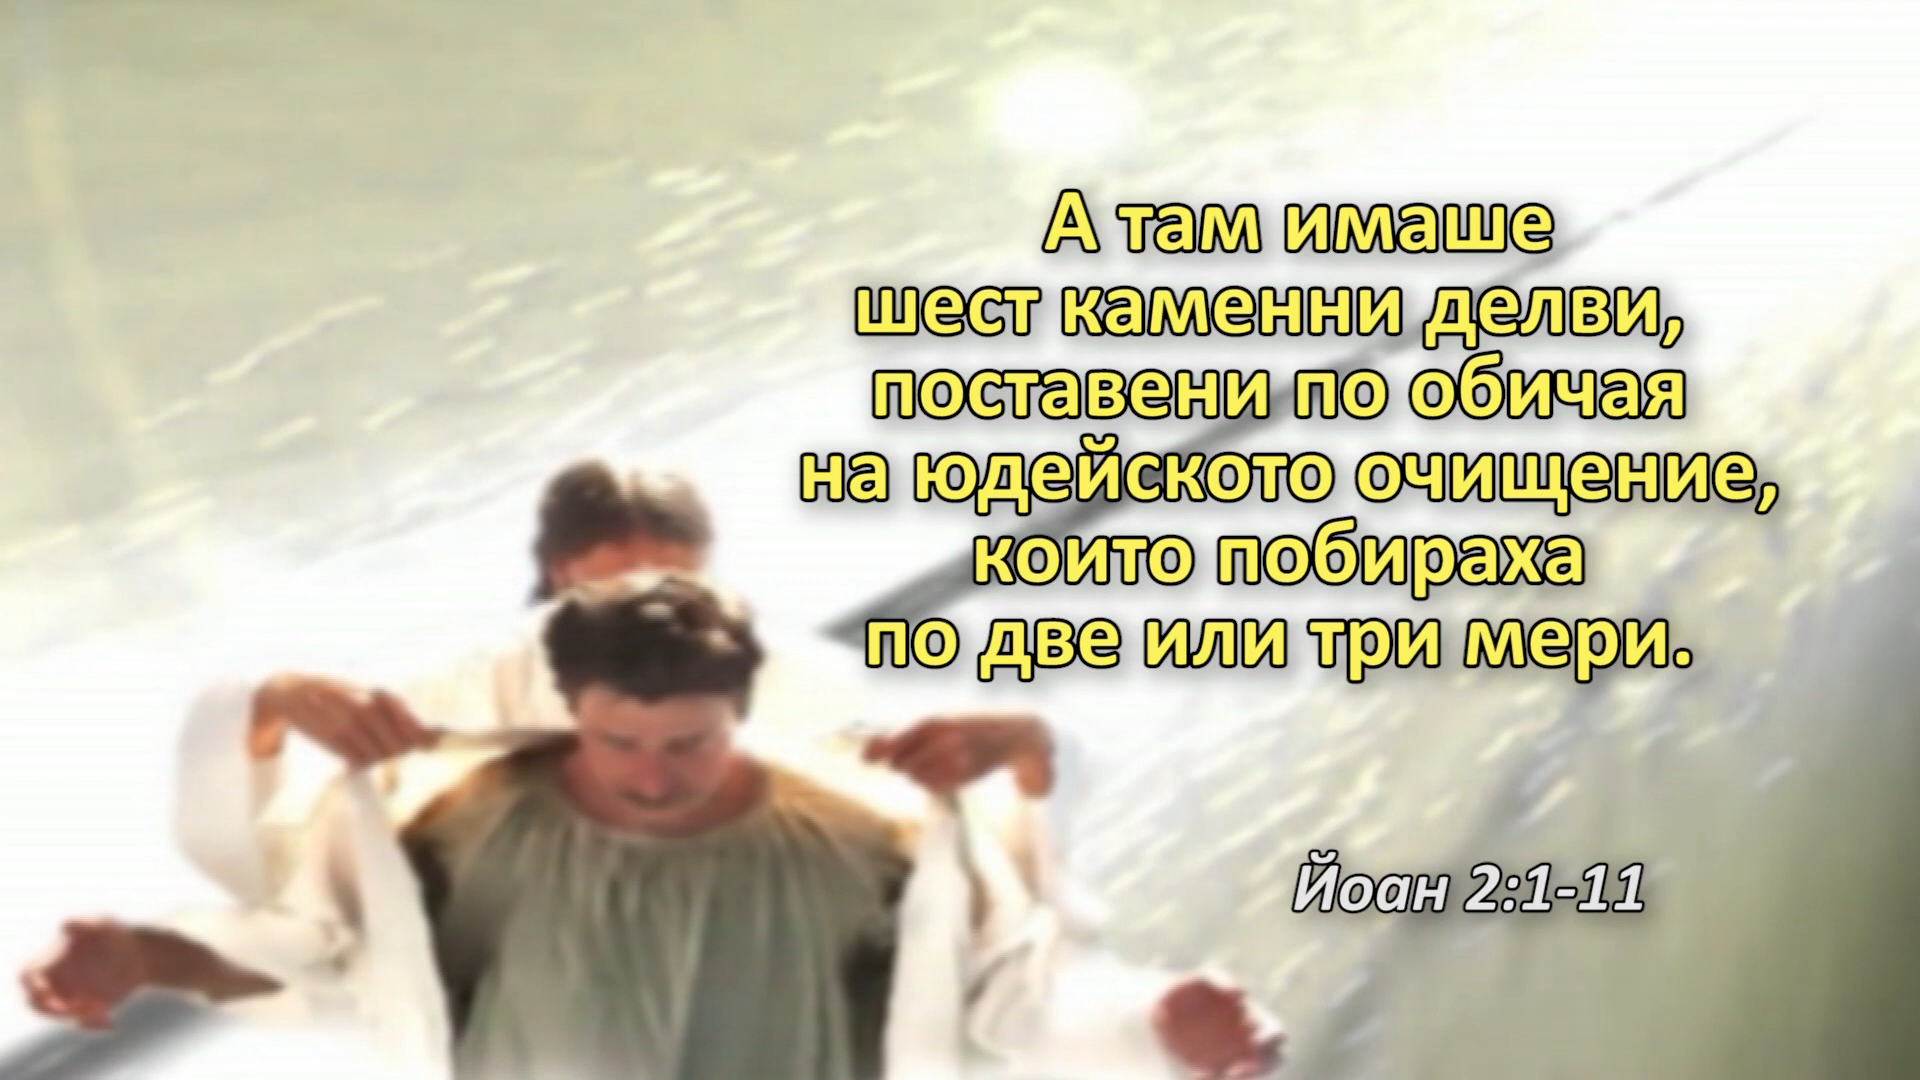 А там имаше
шест каменни делви,
поставени по обичая
на юдейското очищение,
които побираха
по две или три мери.
Йоан 2:1-11